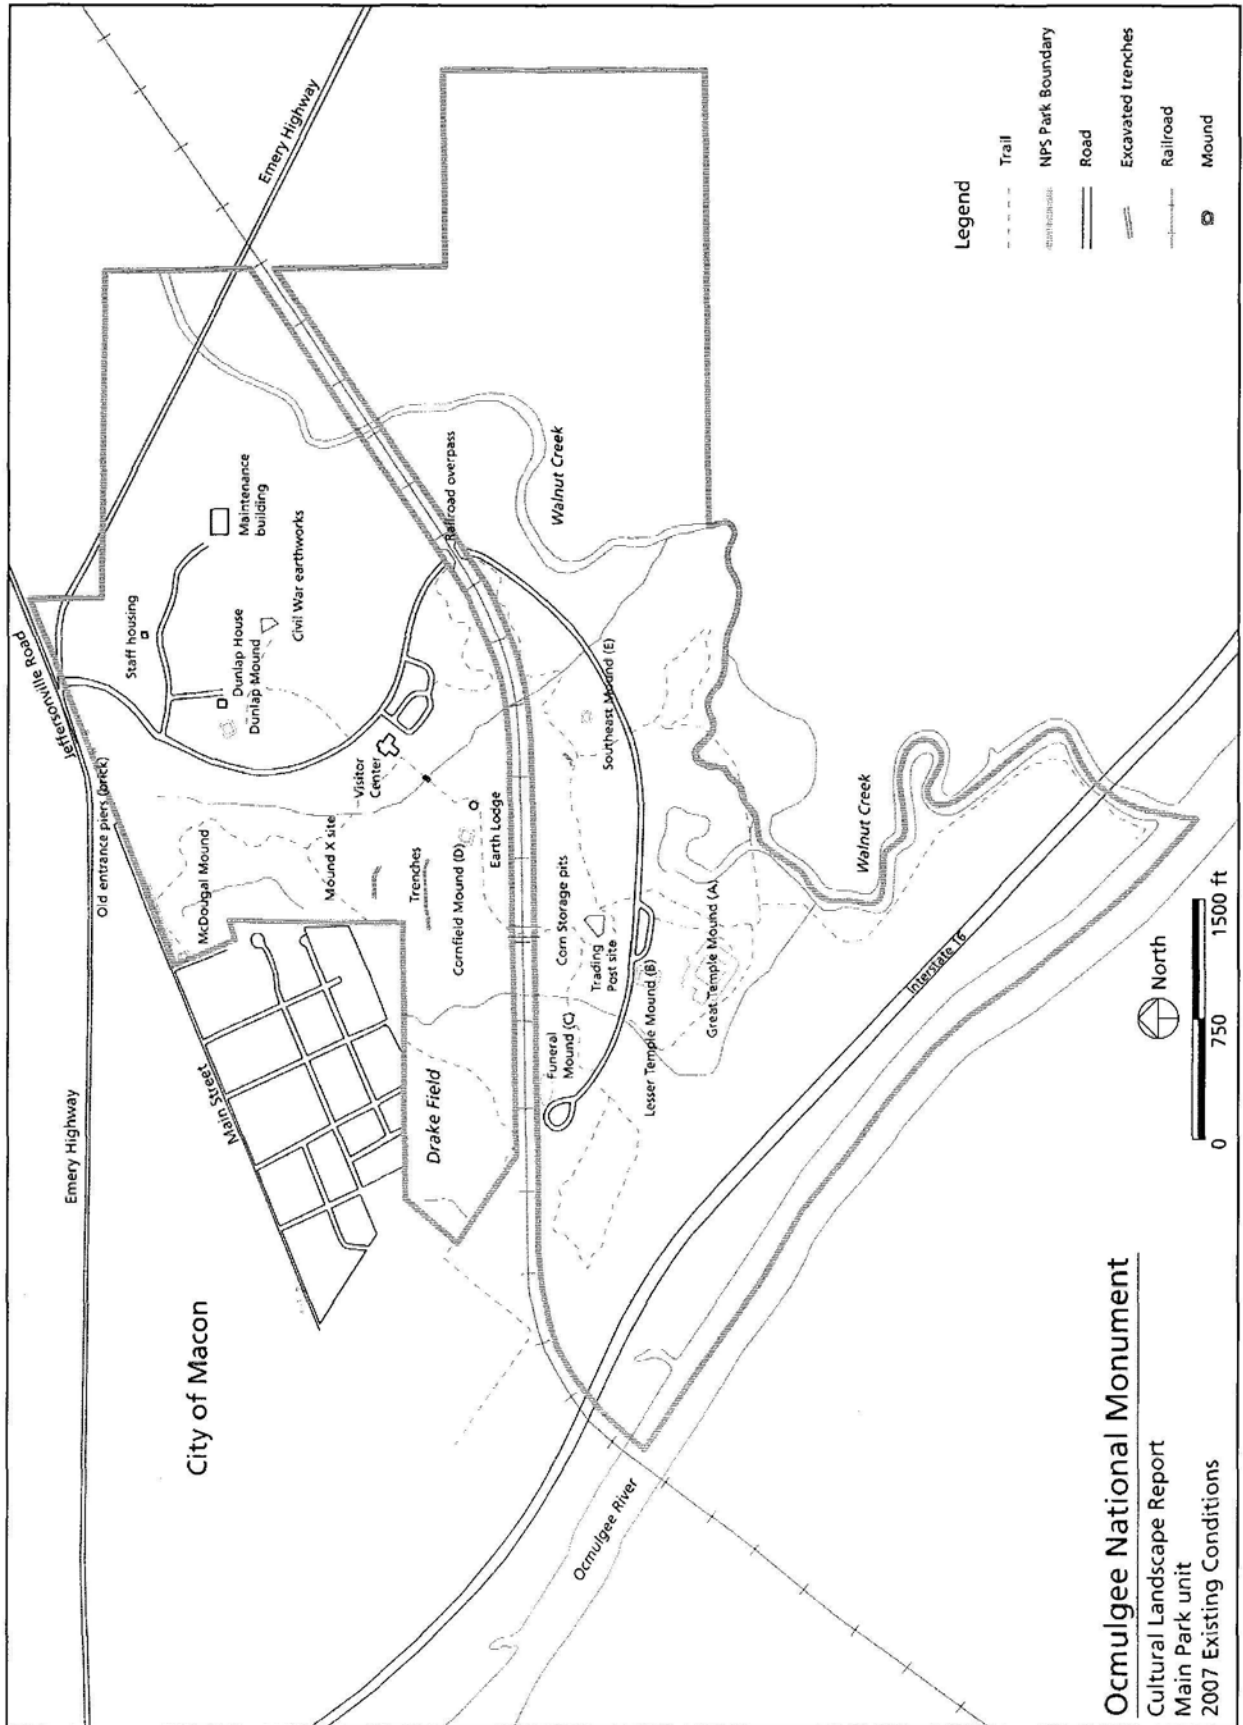 Emery Highway
Jeffersonville Road
Emery Highway
Old entrance piers (brick)
Main Street
City of Macon
Staff housing
Maintenance
building
Dunlap House
Dunlap Mound
Civil War earthworks
McDougal Mound
Mound X site
Visitor
Center
Trenches
Cornfield Mound (D)
Earth Lodge
Railroad overpass
Drake Field
Walnut Creek
Corn Storage pits
Southeast Mound (E)
Funeral
Mound (C)
Trading
Post site
Lesser Temple Mound (B)
Great Temple Mound (A)
Walnut Creek
Interstate 16
Ocmulgee River
Legend
Trail
NPS Park Boundary
Road
Excavated trenches
Railroad
Mound
North
0 750 1500 ft
Ocmulgee National Monument
Cultural Landscape Report
Main Park unit
2007 Existing Conditions